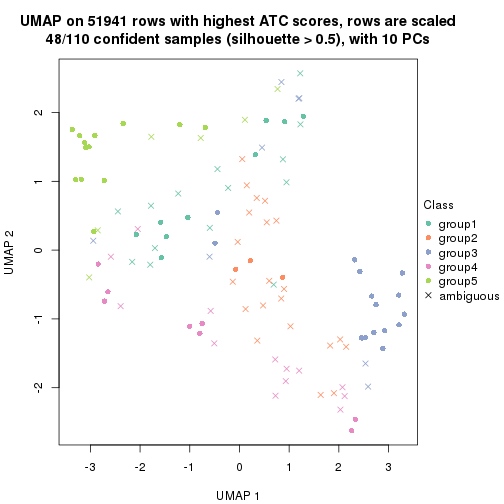 UMAP on 51941 rows with highest ATC scores, rows are scaled
48/110 confident samples (silhouette > 0.5), with 10 PCs
2
1
0
-1
-2
UMAP 2
-3
-2
-1
0
1
2
3
UMAP 1
Class
group1
group2
group3
group4
group5
ambiguous